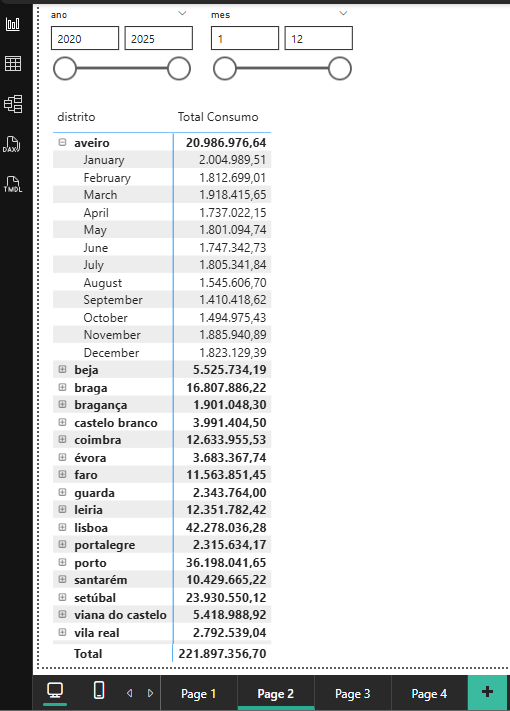 ano mes
2020 2025 1 12
distrito Total Consumo
aveiro 20.986.976,64
January 2.004.989,51
February 1.812.699,01
March 1.918.415,65
April 1.737.022,15
May 1.801.094,74
June 1.747.342,73
July 1.805.341,84
August 1.545.606,70
September 1.410.418,62
October 1.494.975,43
November 1.885.940,89
December 1.823.129,39
beja 5.525.734,19
braga 16.807.886,22
bragança 1.901.048,30
castelo branco 3.991.404,50
coimbra 12.633.955,53
évora 3.683.367,74
faro 11.563.851,45
guarda 2.343.764,00
leiria 12.351.782,42
lisboa 42.278.036,28
portalegre 2.315.634,17
porto 36.198.041,65
santarém 10.429.665,22
setúbal 23.930.550,12
viana do castelo 5.418.988,92
vila real 2.792.539,04
Total 221.897.356,70
DAX
TMDL
Page 1 Page 2 Page 3 Page 4 +